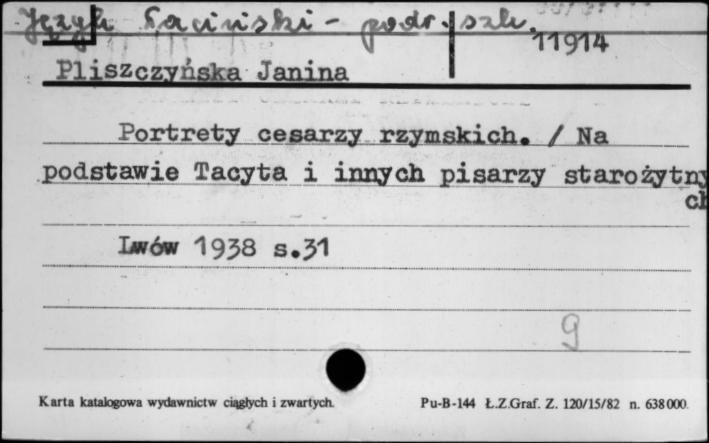 Język łaciński - podr. szk.
11914
Pliszczyńska Janina
Portrety cesarzy rzymskich. / Na
podstawie Tacyta i innych pisarzy starożytny
ch
Lwów 1938 s.31
9
Karta katalogowa wydawnictw ciągłych i zwartych.
Pu-B-144 Ł.Z.Graf. Z. 120/15/82 n. 638000.